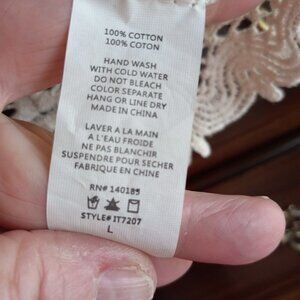 100% COTTON
100% COTON
HAND WASH
WITH COLD WATER
DO NOT BLEACH
COLOR SEPARATE
HANG OR LINE DRY
MADE IN CHINA
LAVER A LA MAIN
A L'EAU FROIDE
NE PAS BLANCHIR
SUSPENDRE POUR SECHER
FABRIQUE EN CHINE
RN# 140185
STYLE# IT7207
L